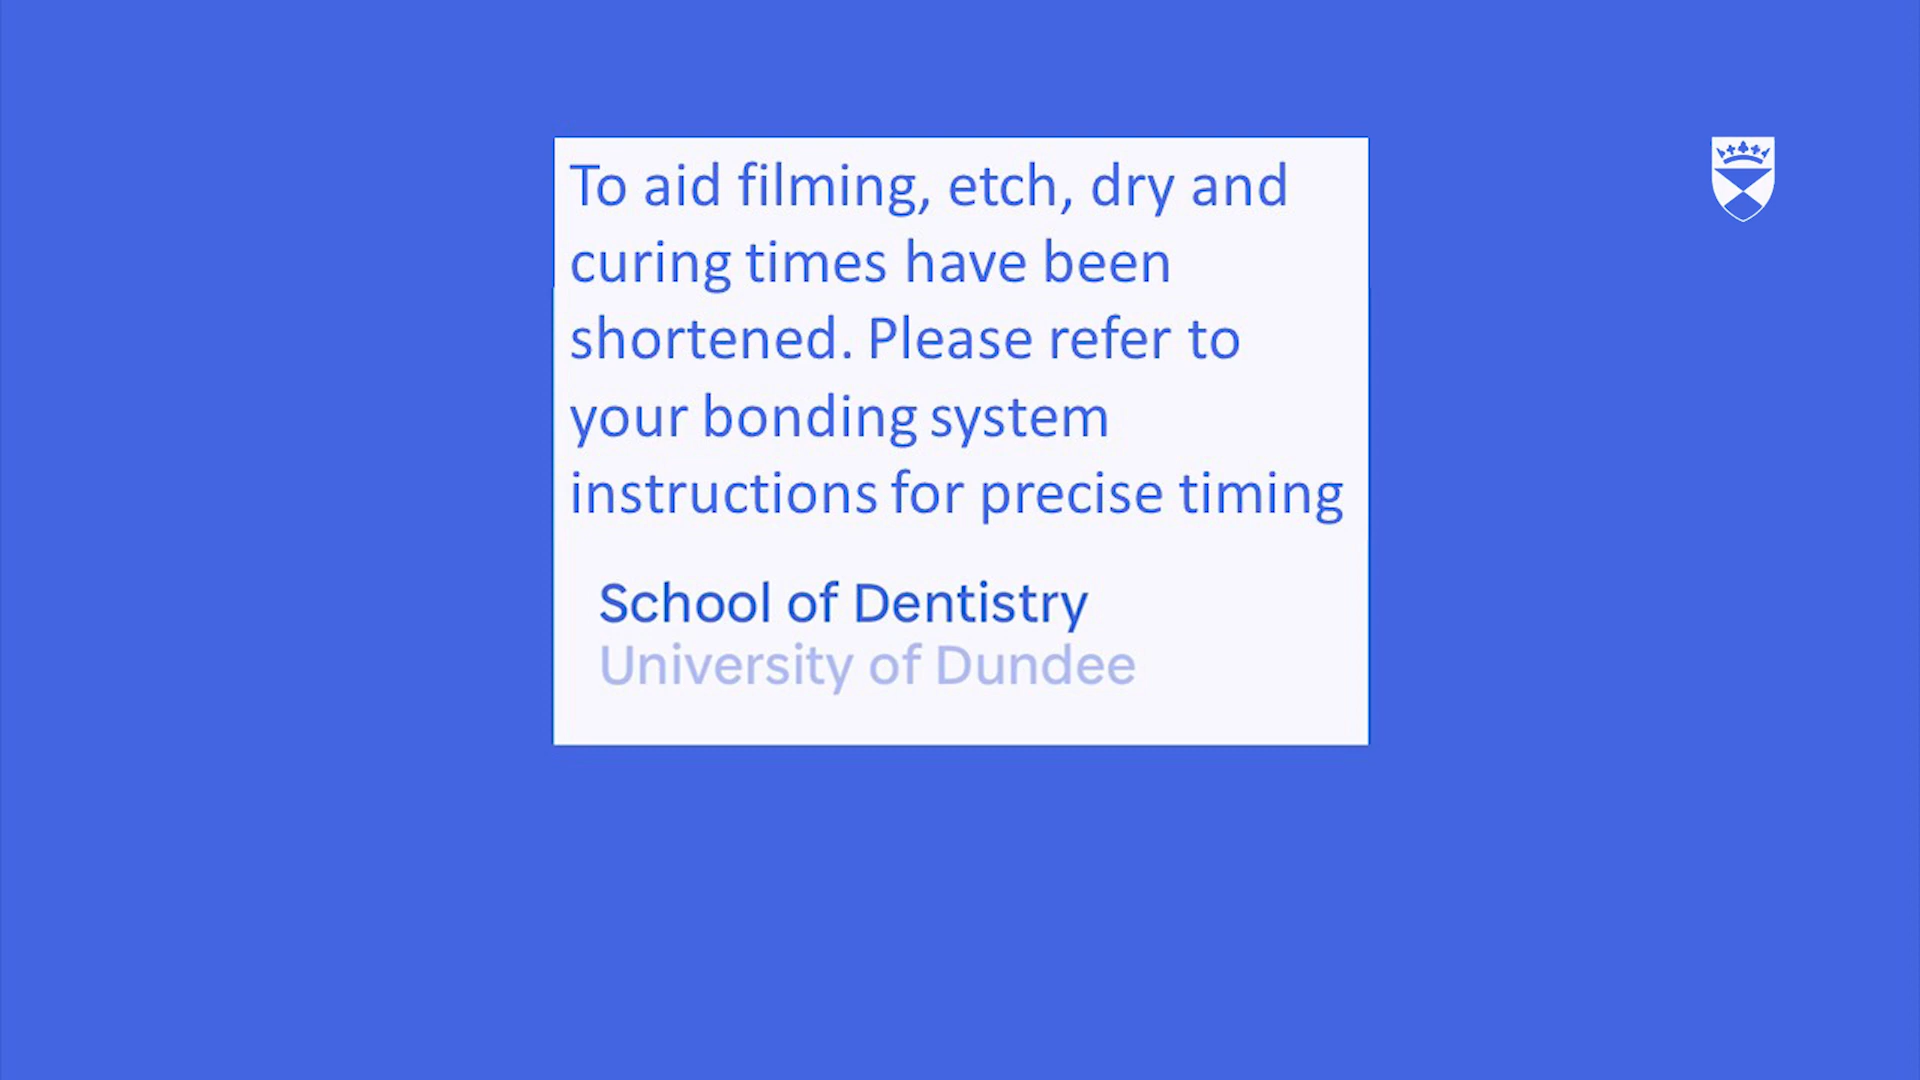 To aid filming, etch, dry and
curing times have been
shortened. Please refer to
your bonding system
instructions for precise timing
School of Dentistry
University of Dundee